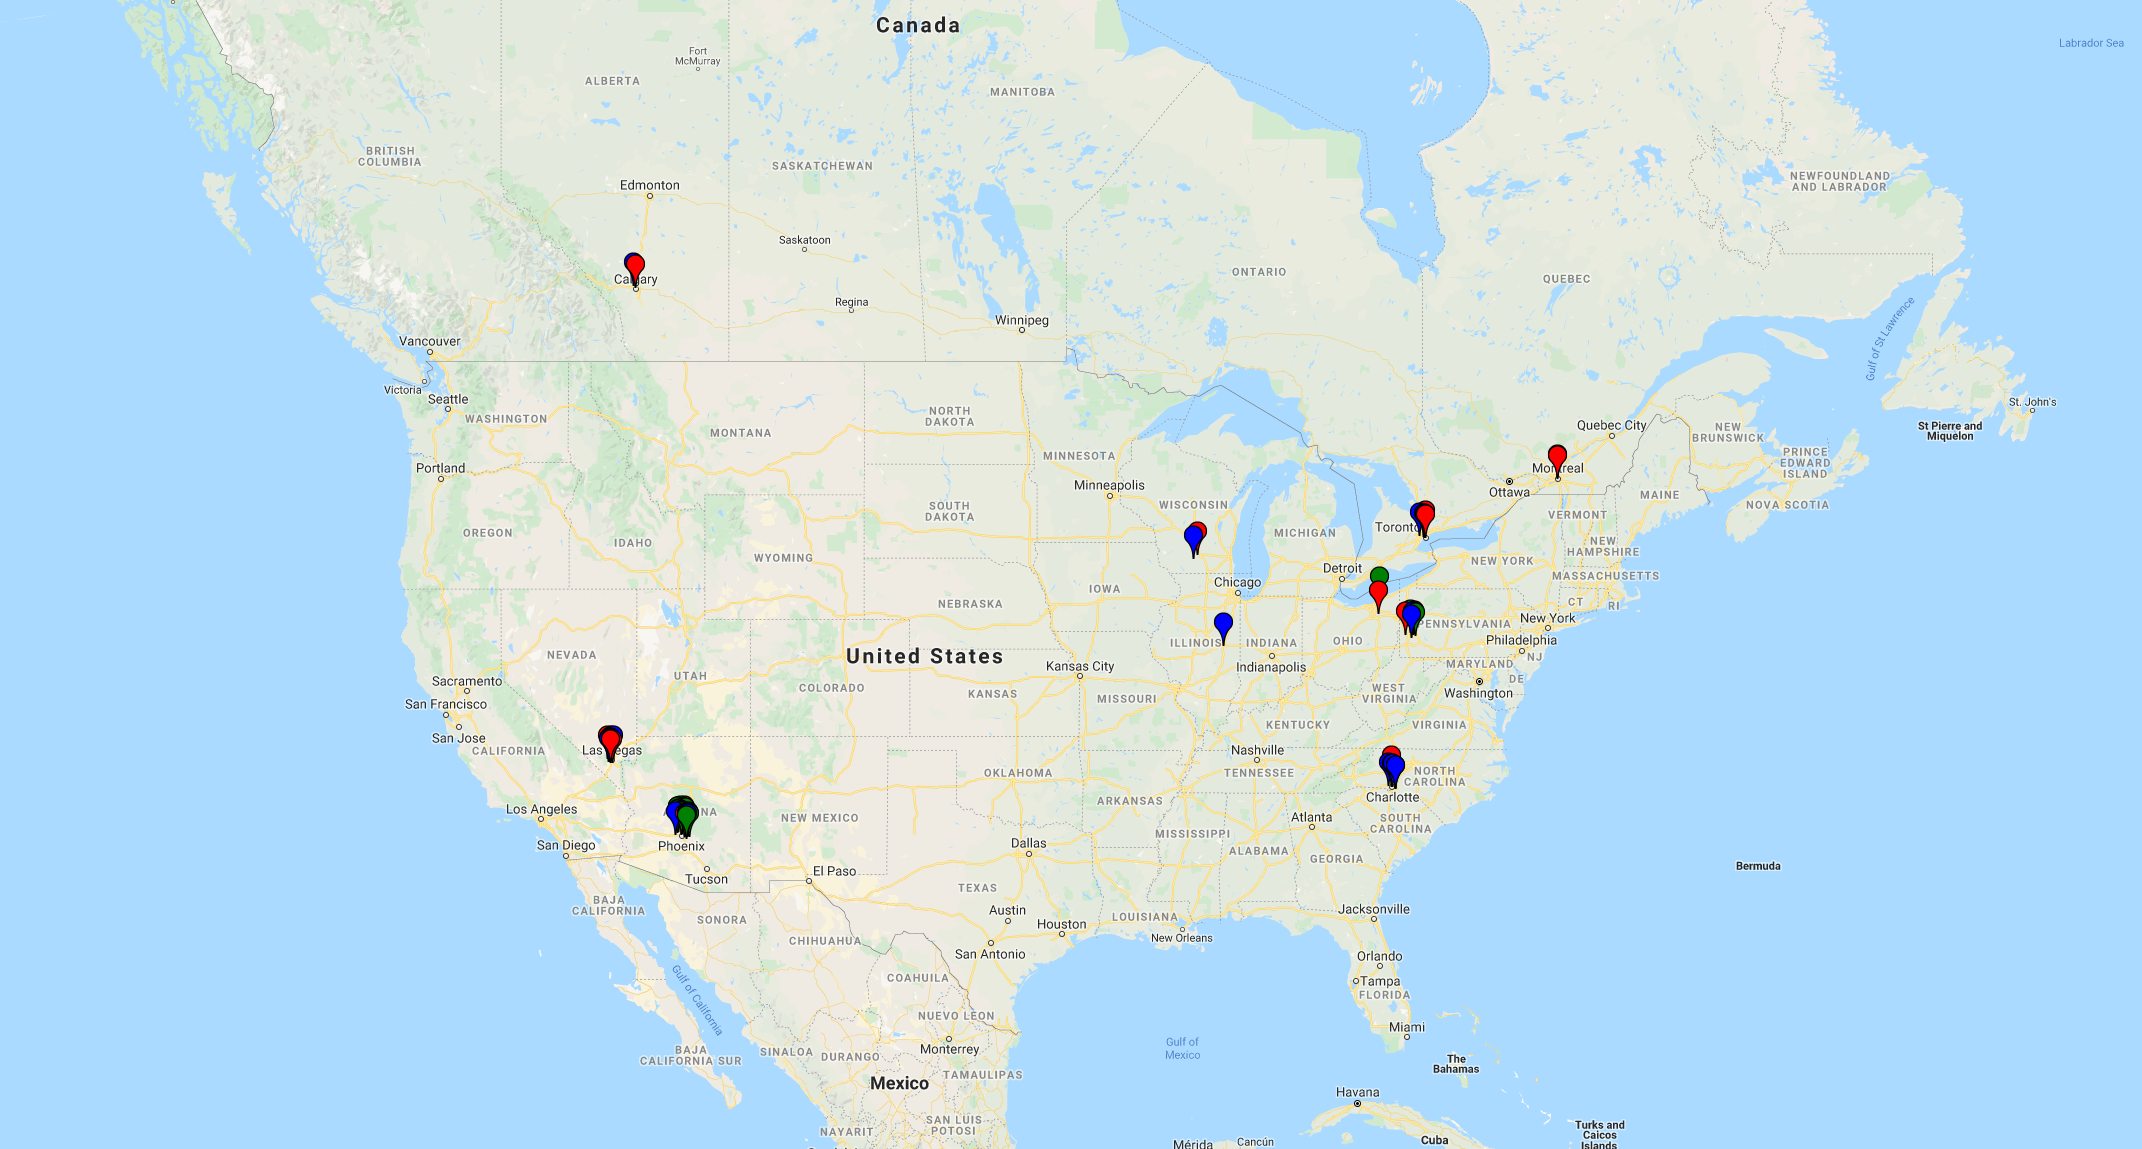 Canada
Labrador Sea
Fort
McMurray
ALBERTA
MANITOBA
BRITISH
COLUMBIA
SASKATCHEWAN
NEWFOUNDLAND
AND LABRADOR
Edmonton
Saskatoon
ONTARIO
QUEBEC
Calgary
Regina
Winnipeg
Gulf of St Lawrence
Vancouver
Victoria
Seattle
WASHINGTON
NORTH
DAKOTA
MONTANA
St. John's
St Pierre and
Miquelon
Quebec City
NEW
BRUNSWICK
PRINCE
EDWARD
ISLAND
MINNESOTA
Portland
Montreal
Minneapolis
Ottawa
MAINE
NOVA SCOTIA
WISCONSIN
SOUTH
DAKOTA
VERMONT
Toronto
OREGON
IDAHO
MICHIGAN
NEW
HAMPSHIRE
WYOMING
NEW YORK
Detroit
MASSACHUSETTS
Chicago
IOWA
NEBRASKA
CT
RI
New York
PENNSYLVANIA
Philadelphia
ILLINOIS
INDIANA
OHIO
NEVADA
United States
NJ
Indianapolis
Kansas City
MARYLAND
UTAH
DE
Sacramento
COLORADO
KANSAS
MISSOURI
WEST
VIRGINIA
Washington
San Francisco
KENTUCKY
VIRGINIA
San Jose
CALIFORNIA
Las Vegas
Nashville
TENNESSEE
OKLAHOMA
NORTH
CAROLINA
Charlotte
ARKANSAS
Los Angeles
ARIZONA
NEW MEXICO
Atlanta
SOUTH
CAROLINA
MISSISSIPPI
San Diego
Phoenix
Dallas
ALABAMA
GEORGIA
Bermuda
El Paso
Tucson
TEXAS
BAJA
CALIFORNIA
SONORA
Austin
Houston
LOUISIANA
Jacksonville
New Orleans
CHIHUAHUA
San Antonio
Orlando
Gulf of California
COAHUILA
Tampa
FLORIDA
NUEVO LEON
Miami
Gulf of
Mexico
Monterrey
BAJA
CALIFORNIA SUR
SINALOA
DURANGO
The
Bahamas
TAMAULIPAS
Mexico
Havana
SAN LUIS
POTOSI
NAYARIT
Turks and
Caicos
Islands
Mérida
Cancún
Cuba